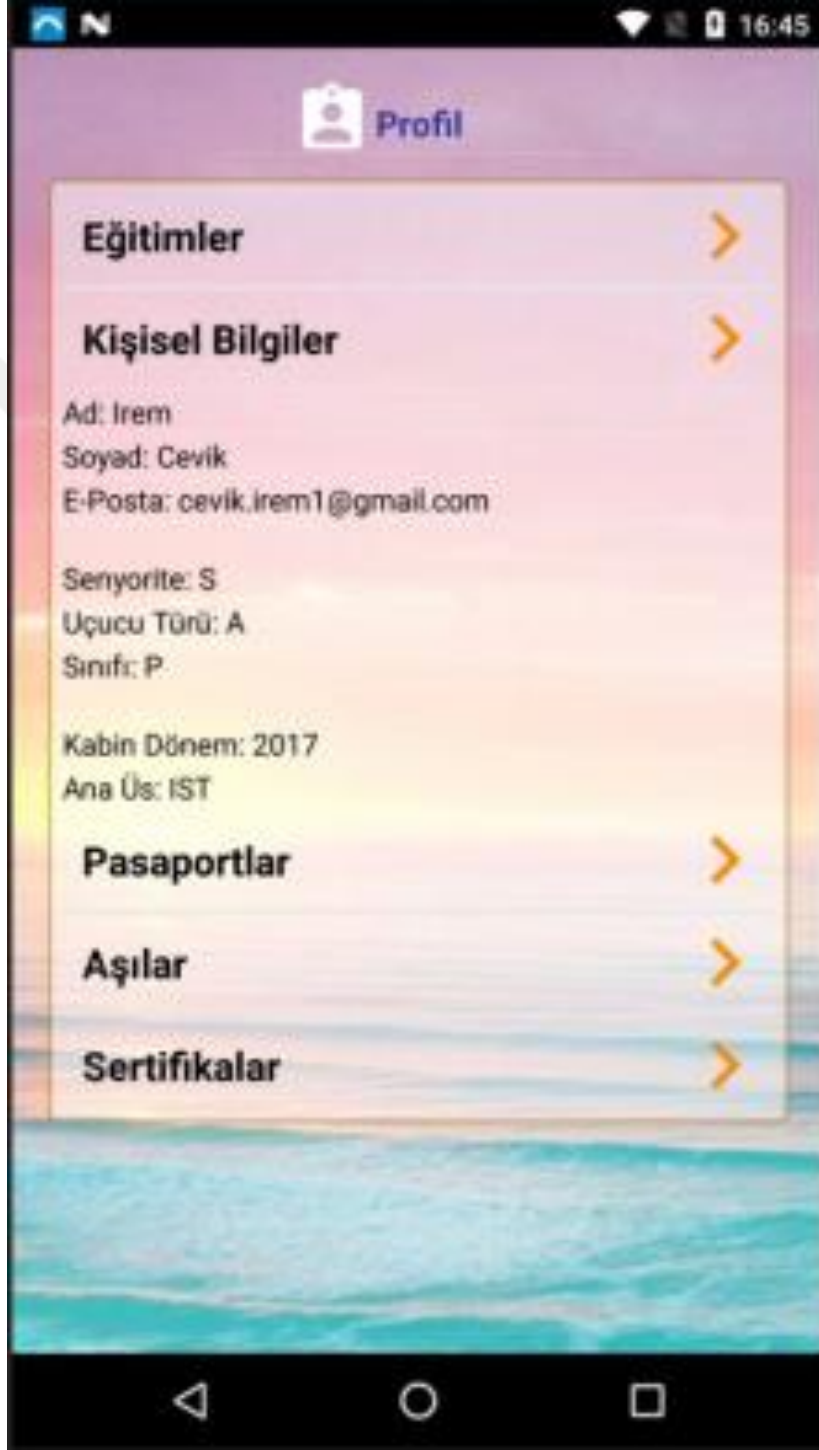 16:45
Profil
Eğitimler
Kişisel Bilgiler
Ad: Irem
Soyad: Cevik
E-Posta: cevik.irem1@gmail.com
Senyorite: S
Uçucu Türü: A
Sınıfı: P
Kabin Dönem: 2017
Ana Üs: IST
Pasaportlar
Aşılar
Sertifikalar